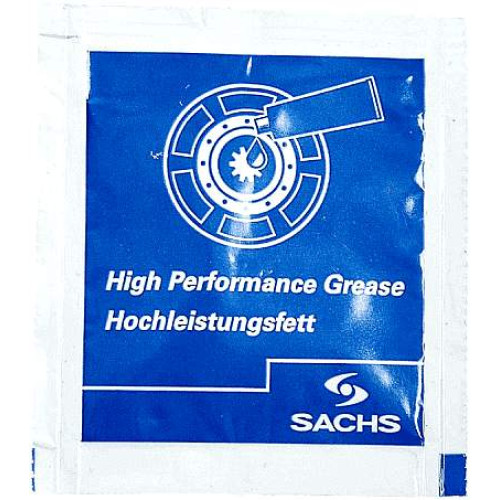 High Performance Grease
Hochleistungsfett
SACHS